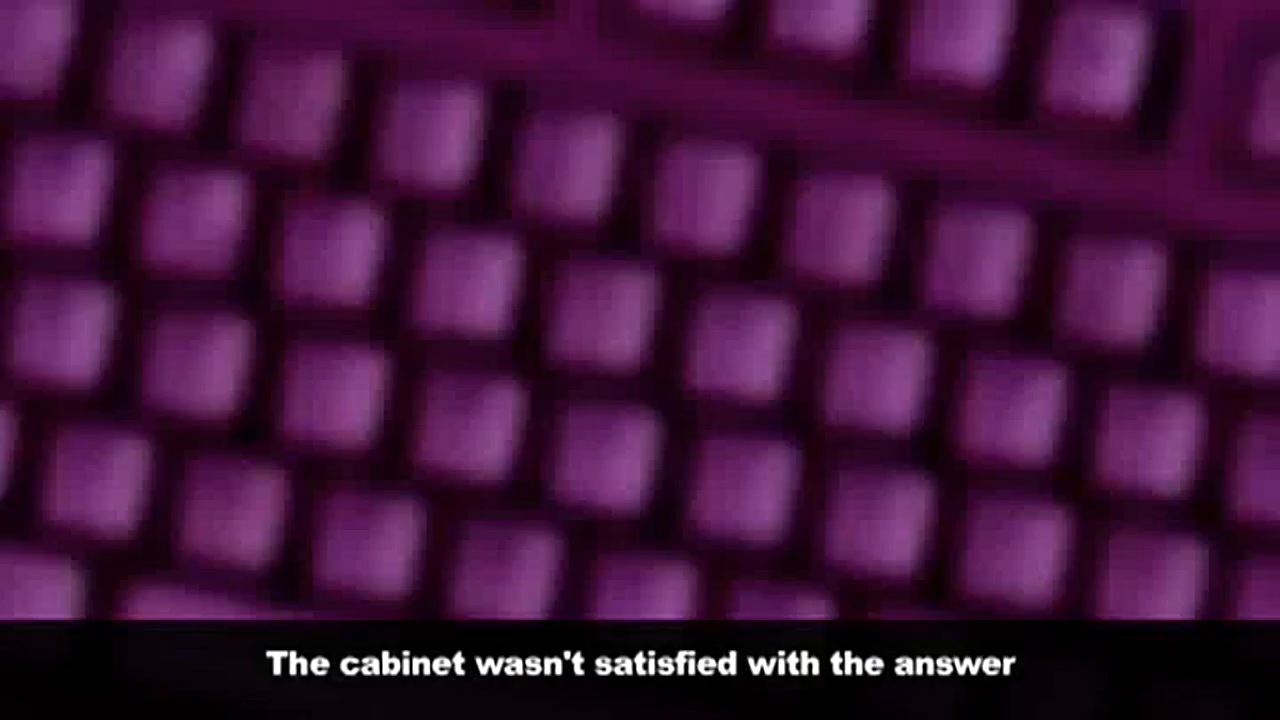 The cabinet wasn't satisfied with the answer